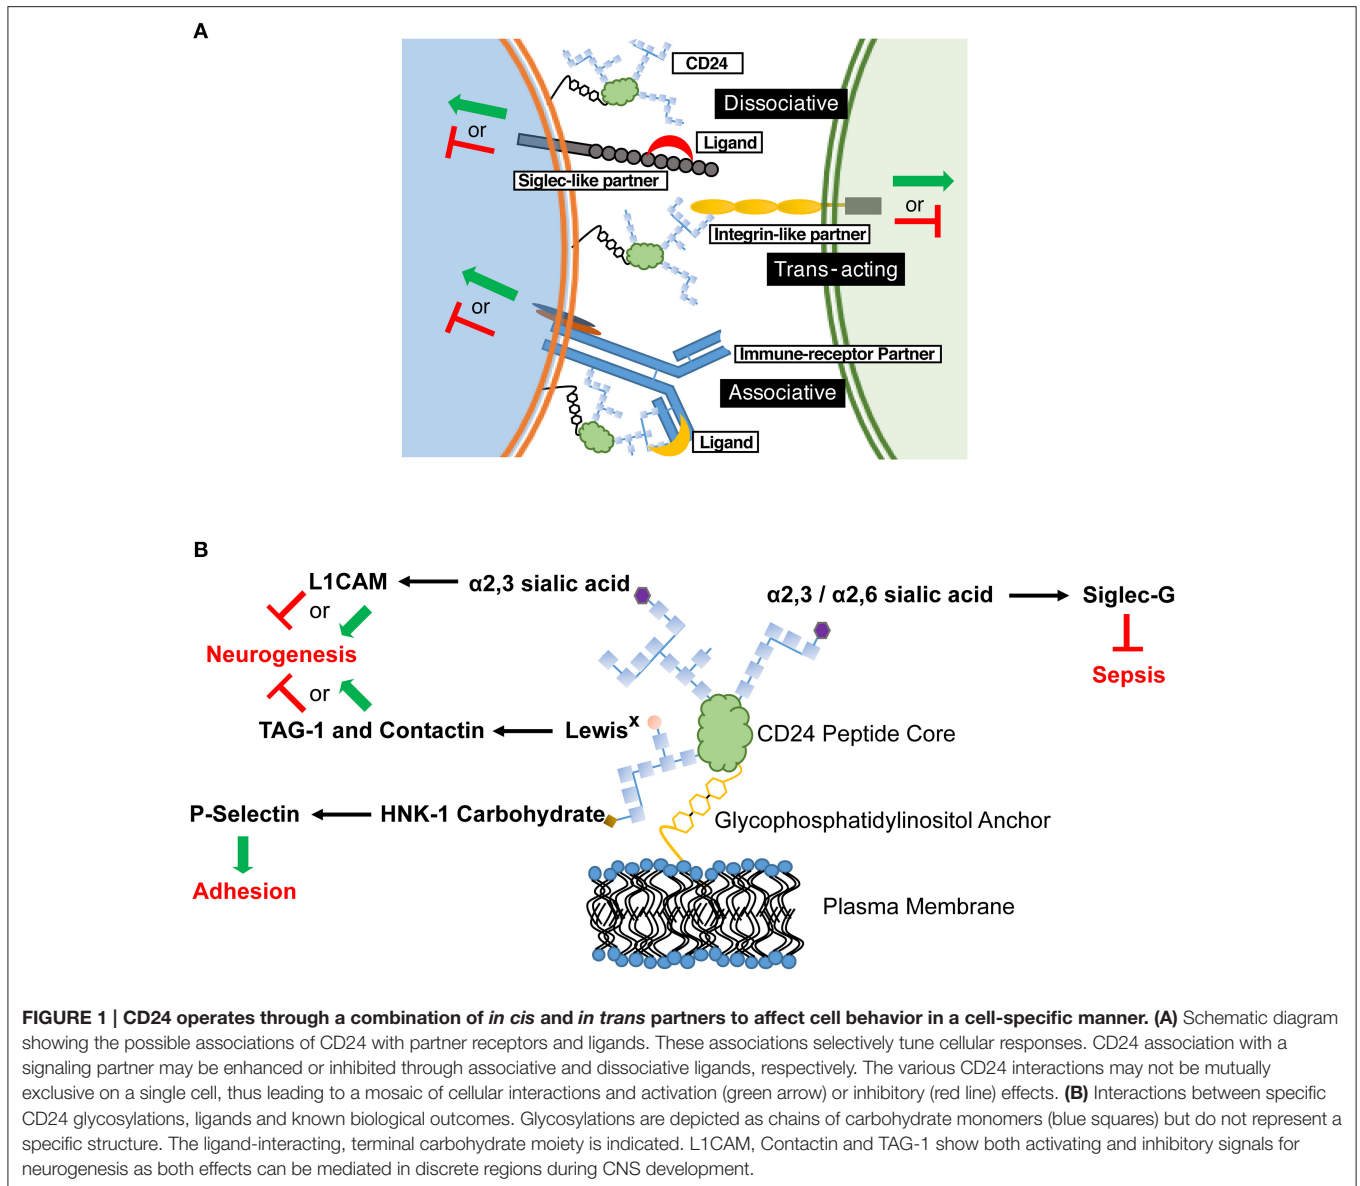 A
CD24
Dissociative
or
Ligand
Siglec-like partner
or
Integrin-like partner
Trans-acting
or
Immune-receptor Partner
Associative
Ligand
B
L1CAM
α2,3 sialic acid
α2,3 / α2,6 sialic acid
Siglec-G
or
Neurogenesis
Sepsis
or
TAG-1 and Contactin
Lewisˣ
CD24 Peptide Core
P-Selectin
HNK-1 Carbohydrate
Glycophosphatidylinositol Anchor
Adhesion
Plasma Membrane
FIGURE 1 | CD24 operates through a combination of in cis and in trans partners to affect cell behavior in a cell-specific manner. (A) Schematic diagram
showing the possible associations of CD24 with partner receptors and ligands. These associations selectively tune cellular responses. CD24 association with a
signaling partner may be enhanced or inhibited through associative and dissociative ligands, respectively. The various CD24 interactions may not be mutually
exclusive on a single cell, thus leading to a mosaic of cellular interactions and activation (green arrow) or inhibitory (red line) effects. (B) Interactions between specific
CD24 glycosylations, ligands and known biological outcomes. Glycosylations are depicted as chains of carbohydrate monomers (blue squares) but do not represent a
specific structure. The ligand-interacting, terminal carbohydrate moiety is indicated. L1CAM, Contactin and TAG-1 show both activating and inhibitory signals for
neurogenesis as both effects can be mediated in discrete regions during CNS development.